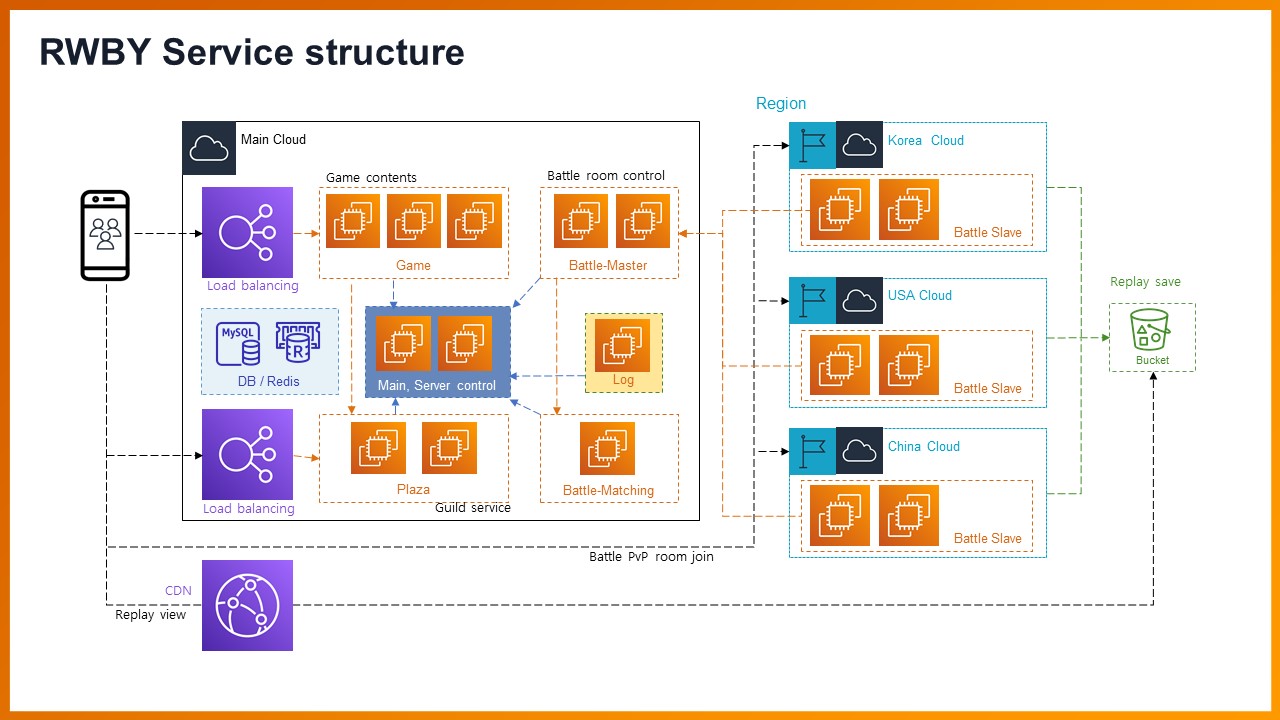 RWBY Service structure
Region
Main Cloud
Game contents
Battle room control
Game
Battle-Master
Load balancing
MySQL
R
DB / Redis
Main, Server control
Log
Plaza
Battle-Matching
Load balancing
Guild service
Battle PvP room join
CDN
Replay view
Korea Cloud
Battle Slave
USA Cloud
Battle Slave
China Cloud
Battle Slave
Replay save
Bucket